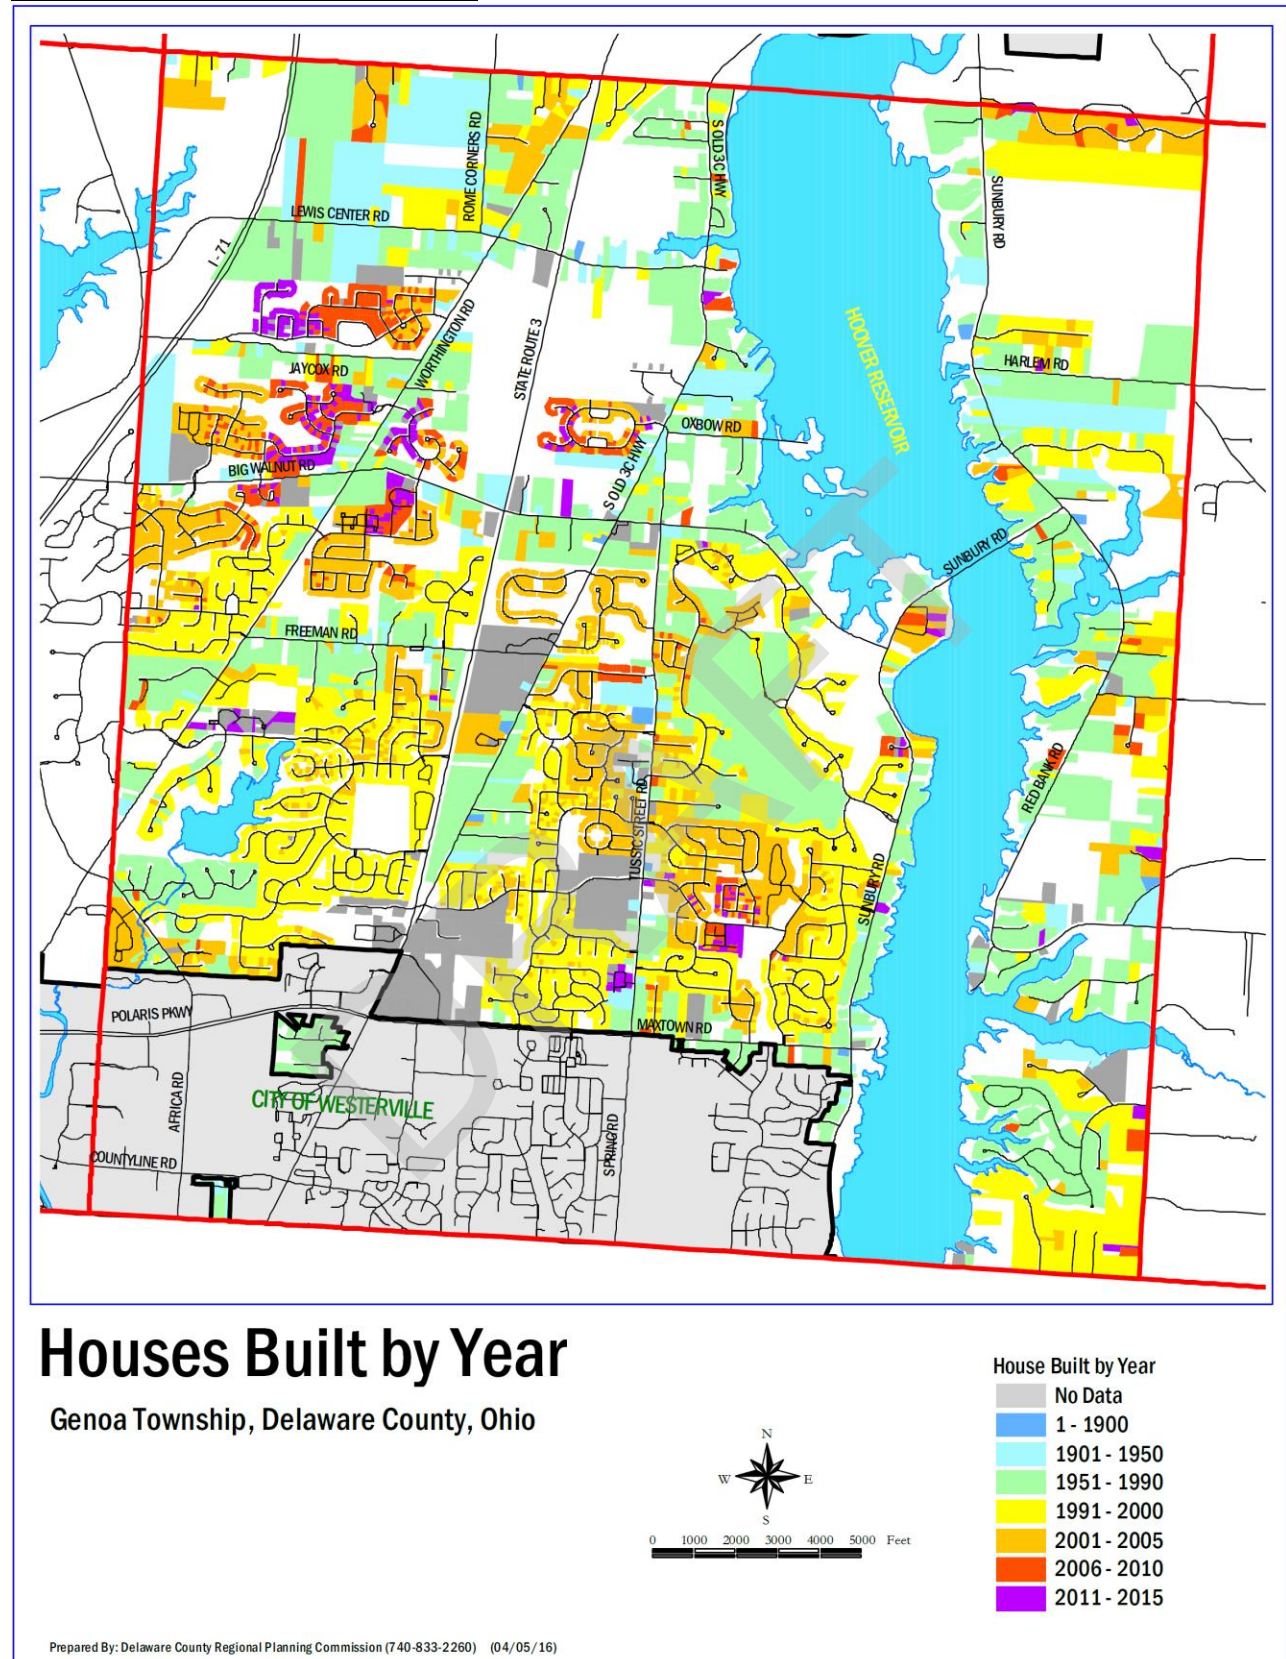 LEWIS CENTER RD
ROME CORNERS RD
S OLD 3C HWY
SUNBURY RD
I - 71
WORTHINGTON RD
STATE ROUTE 3
HOOVER RESERVOIR
JAYCOX RD
HARLEM RD
OXBOW RD
BIG WALNUT RD
S OLD 3C HWY
SUNBURY RD
FREEMAN RD
RED BANK RD
TUSSIC STREET RD
SUNBURY RD
DRAFT
POLARIS PKWY
MAXTOWN RD
AFRICA RD
CITY OF WESTERVILLE
SPRING RD
COUNTYLINE RD
Houses Built by Year
Genoa Township, Delaware County, Ohio
N
W E
S
0 1000 2000 3000 4000 5000 Feet
House Built by Year
No Data
1 - 1900
1901 - 1950
1951 - 1990
1991 - 2000
2001 - 2005
2006 - 2010
2011 - 2015
Prepared By: Delaware County Regional Planning Commission (740-833-2260) (04/05/16)